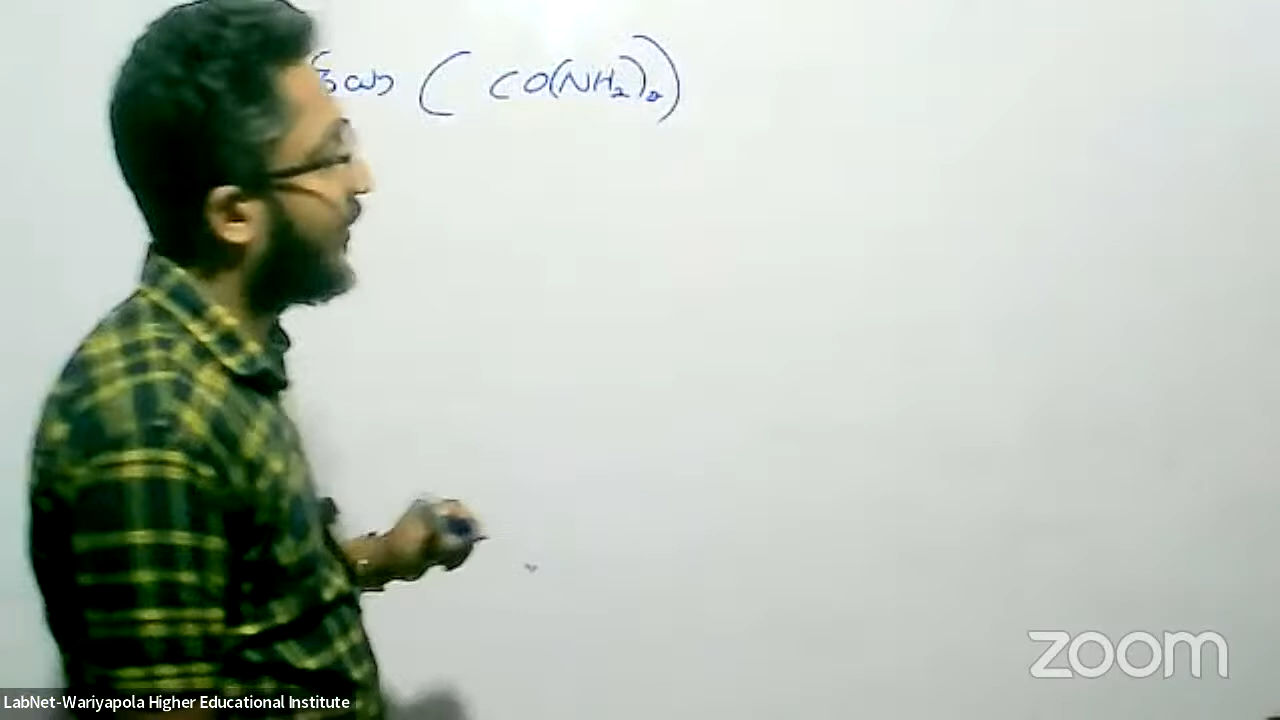 ( CO(NH₂)₂)
zoom
LabNet-Wariyapola Higher Educational Institute